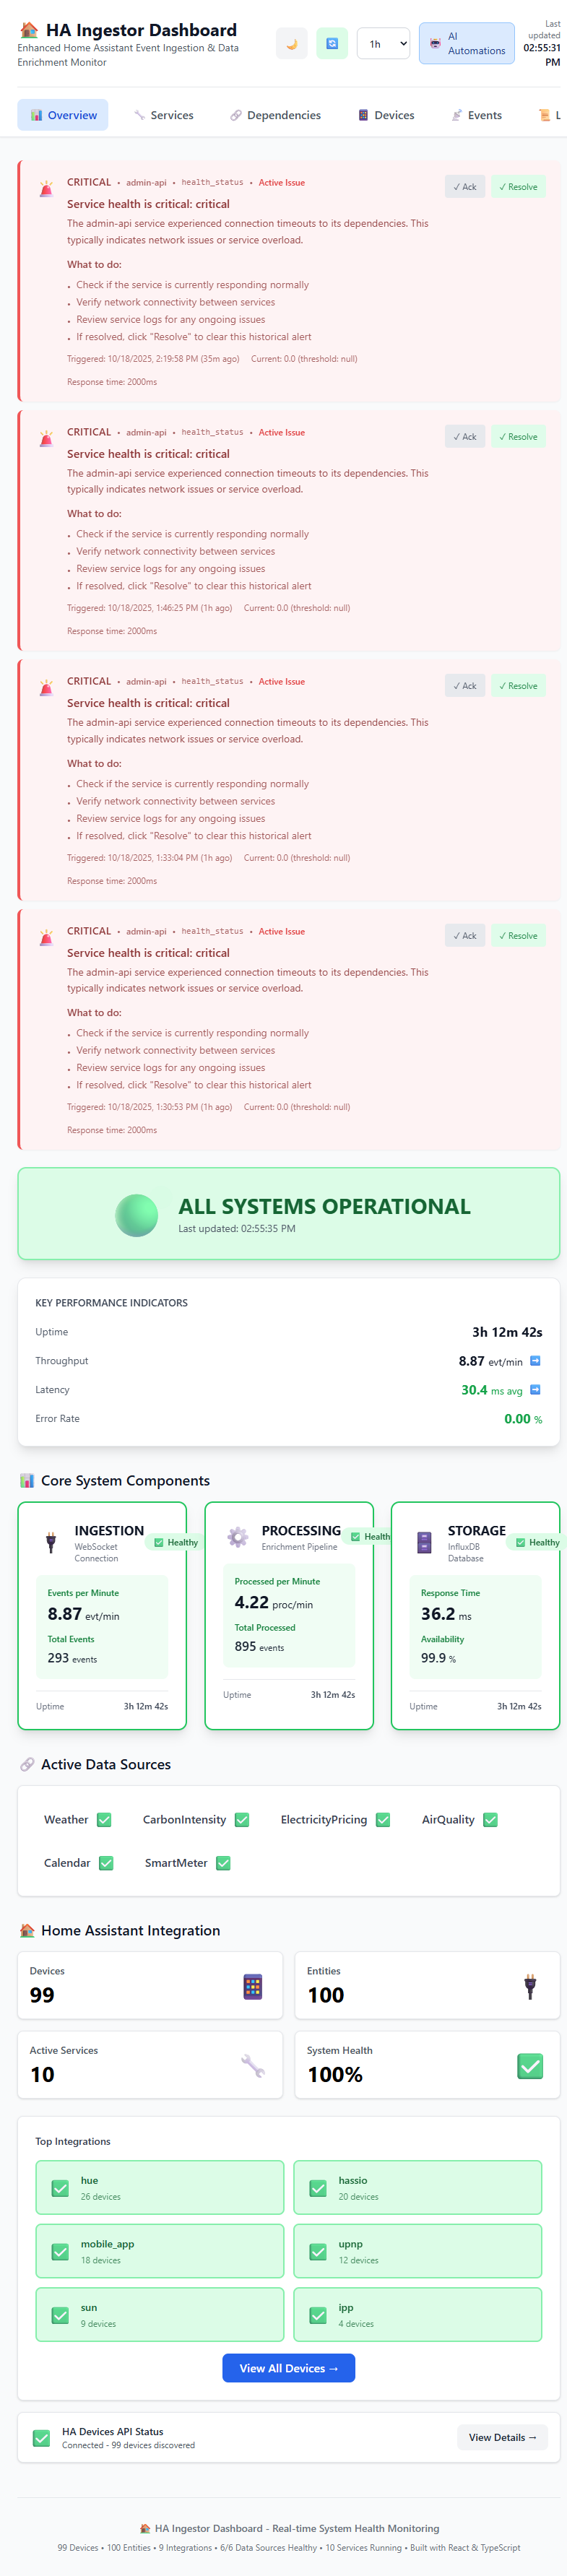 HA Ingestor Dashboard
Enhanced Home Assistant Event Ingestion & Data
Enrichment Monitor
1h
AI
Automations
Last
updated
02:55:31
PM
Overview
Services
Dependencies
Devices
Events
L
CRITICAL • admin-api • health_status • Active Issue
✓ Ack
✓ Resolve
Service health is critical: critical
The admin-api service experienced connection timeouts to its dependencies. This
typically indicates network issues or service overload.
What to do:
• Check if the service is currently responding normally
• Verify network connectivity between services
• Review service logs for any ongoing issues
• If resolved, click "Resolve" to clear this historical alert
Triggered: 10/18/2025, 2:19:58 PM (35m ago) Current: 0.0 (threshold: null)
Response time: 2000ms
CRITICAL • admin-api • health_status • Active Issue
✓ Ack
✓ Resolve
Service health is critical: critical
The admin-api service experienced connection timeouts to its dependencies. This
typically indicates network issues or service overload.
What to do:
• Check if the service is currently responding normally
• Verify network connectivity between services
• Review service logs for any ongoing issues
• If resolved, click "Resolve" to clear this historical alert
Triggered: 10/18/2025, 1:46:25 PM (1h ago) Current: 0.0 (threshold: null)
Response time: 2000ms
CRITICAL • admin-api • health_status • Active Issue
✓ Ack
✓ Resolve
Service health is critical: critical
The admin-api service experienced connection timeouts to its dependencies. This
typically indicates network issues or service overload.
What to do:
• Check if the service is currently responding normally
• Verify network connectivity between services
• Review service logs for any ongoing issues
• If resolved, click "Resolve" to clear this historical alert
Triggered: 10/18/2025, 1:33:04 PM (1h ago) Current: 0.0 (threshold: null)
Response time: 2000ms
CRITICAL • admin-api • health_status • Active Issue
✓ Ack
✓ Resolve
Service health is critical: critical
The admin-api service experienced connection timeouts to its dependencies. This
typically indicates network issues or service overload.
What to do:
• Check if the service is currently responding normally
• Verify network connectivity between services
• Review service logs for any ongoing issues
• If resolved, click "Resolve" to clear this historical alert
Triggered: 10/18/2025, 1:30:53 PM (1h ago) Current: 0.0 (threshold: null)
Response time: 2000ms
ALL SYSTEMS OPERATIONAL
Last updated: 02:55:35 PM
KEY PERFORMANCE INDICATORS
Uptime 3h 12m 42s
Throughput 8.87 evt/min
Latency 30.4 ms avg
Error Rate 0.00 %
Core System Components
INGESTION
WebSocket
Connection
Healthy
Events per Minute
8.87 evt/min
Total Events
293 events
Uptime 3h 12m 42s
PROCESSING
Enrichment Pipeline
Health
Processed per Minute
4.22 proc/min
Total Processed
895 events
Uptime 3h 12m 42s
STORAGE
InfluxDB
Database
Healthy
Response Time
36.2 ms
Availability
99.9 %
Uptime 3h 12m 42s
Active Data Sources
Weather
CarbonIntensity
ElectricityPricing
AirQuality
Calendar
SmartMeter
Home Assistant Integration
Devices
99
Entities
100
Active Services
10
System Health
100%
Top Integrations
hue
26 devices
hassio
20 devices
mobile_app
18 devices
upnp
12 devices
sun
9 devices
ipp
4 devices
View All Devices →
HA Devices API Status
Connected - 99 devices discovered
View Details →
HA Ingestor Dashboard - Real-time System Health Monitoring
99 Devices • 100 Entities • 9 Integrations • 6/6 Data Sources Healthy • 10 Services Running • Built with React & TypeScript